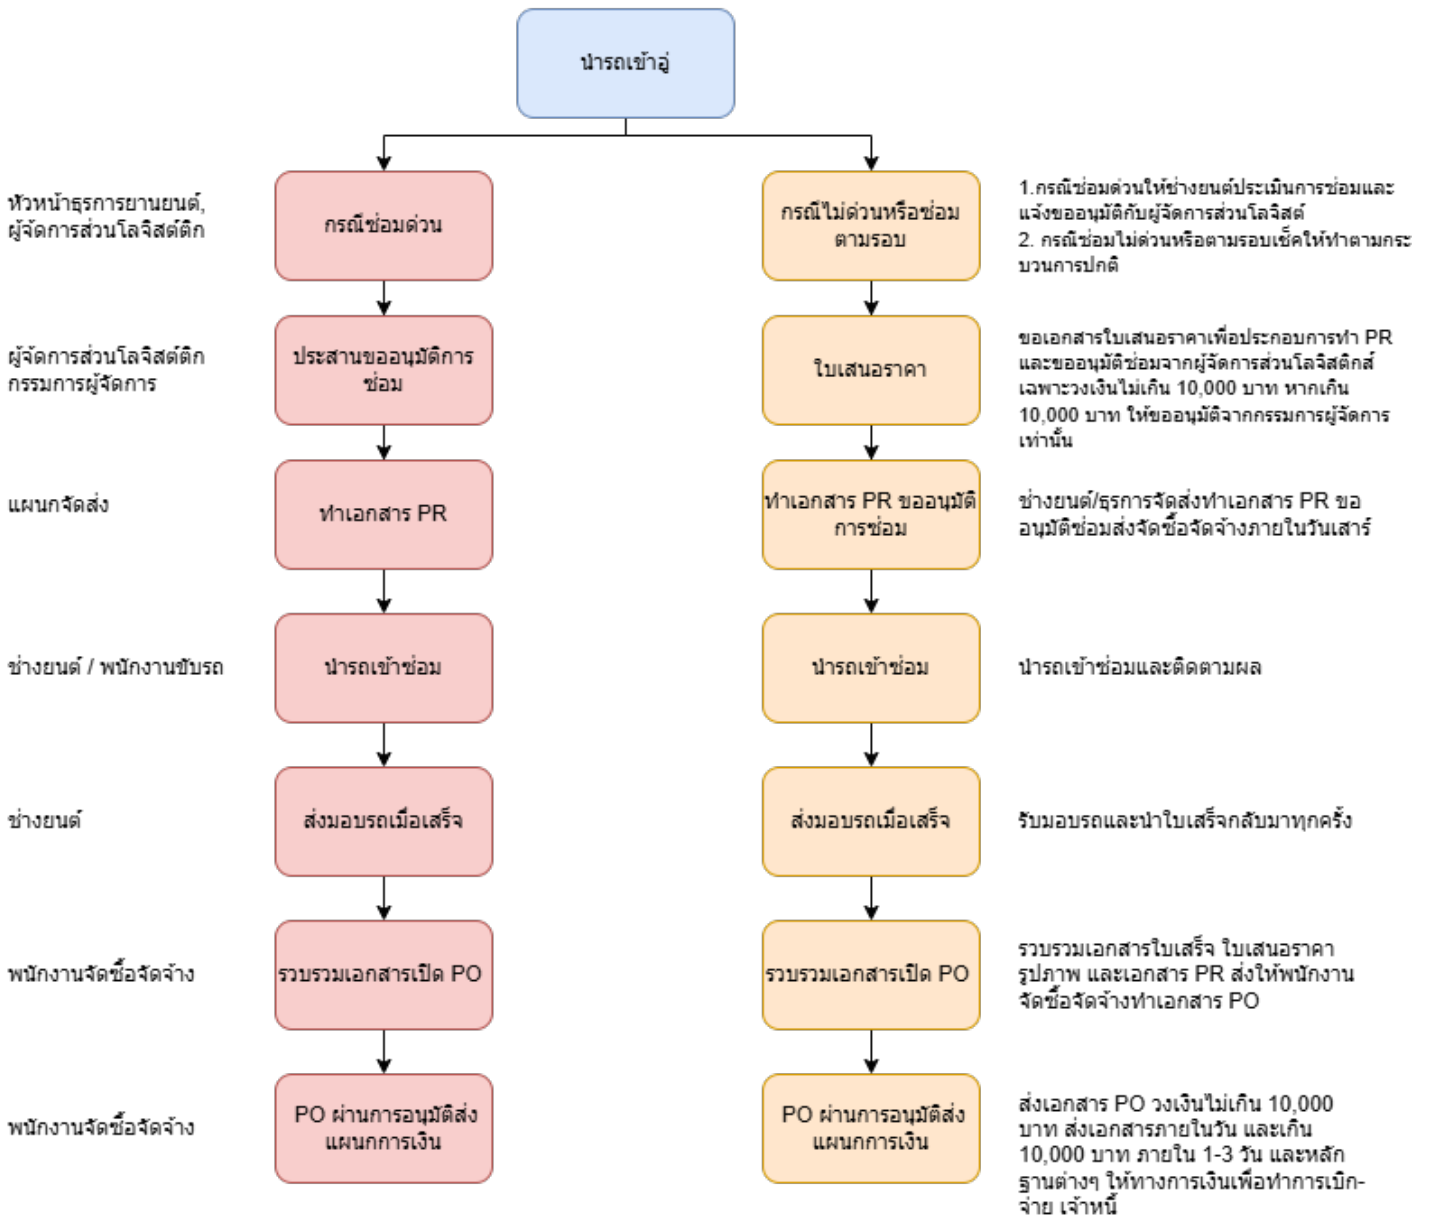 นำรถเข้าอู่
หัวหน้าธุรการยานยนต์,
ผู้จัดการส่วนโลจิสต์ติก
กรณีซ่อมด่วน
กรณีไม่ด่วนหรือซ่อม
ตามรอบ
1.กรณีซ่อมด่วนให้ช่างยนต์ประเมินการซ่อมและ
แจ้งขออนุมัติกับผู้จัดการส่วนโลจิสต์
2. กรณีซ่อมไม่ด่วนหรือตามรอบเช็คให้ทำตามกระ
บวนการปกติ
ผู้จัดการส่วนโลจิสต์ติก
กรรมการผู้จัดการ
ประสานขออนุมัติการ
ซ่อม
ใบเสนอราคา
ขอเอกสารใบเสนอราคาเพื่อประกอบการทำ PR
และขออนุมัติซ่อมจากผู้จัดการส่วนโลจิสติกส์
เฉพาะวงเงินไม่เกิน 10,000 บาท หากเกิน
10,000 บาท ให้ขออนุมัติจากกรรมการผู้จัดการ
เท่านั้น
แผนกจัดส่ง
ทำเอกสาร PR
ทำเอกสาร PR ขออนุมัติ
การซ่อม
ช่างยนต์/ธุรการจัดส่งทำเอกสาร PR ขอ
อนุมัติซ่อมส่งจัดซื้อจัดจ้างภายในวันเสาร์
ช่างยนต์ / พนักงานขับรถ
นำรถเข้าซ่อม
นำรถเข้าซ่อม
นำรถเข้าซ่อมและติดตามผล
ช่างยนต์
ส่งมอบรถเมื่อเสร็จ
ส่งมอบรถเมื่อเสร็จ
รับมอบรถและนำใบเสร็จกลับมาทุกครั้ง
พนักงานจัดซื้อจัดจ้าง
รวบรวมเอกสารเปิด PO
รวบรวมเอกสารเปิด PO
รวบรวมเอกสารใบเสร็จ ใบเสนอราคา
รูปภาพ และเอกสาร PR ส่งให้พนักงาน
จัดซื้อจัดจ้างทำเอกสาร PO
พนักงานจัดซื้อจัดจ้าง
PO ผ่านการอนุมัติส่ง
แผนกการเงิน
PO ผ่านการอนุมัติส่ง
แผนกการเงิน
ส่งเอกสาร PO วงเงินไม่เกิน 10,000
บาท ส่งเอกสารภายในวัน และเกิน
10,000 บาท ภายใน 1-3 วัน และหลัก
ฐานต่างๆ ให้ทางการเงินเพื่อทำการเบิก-
จ่าย เจ้าหนี้